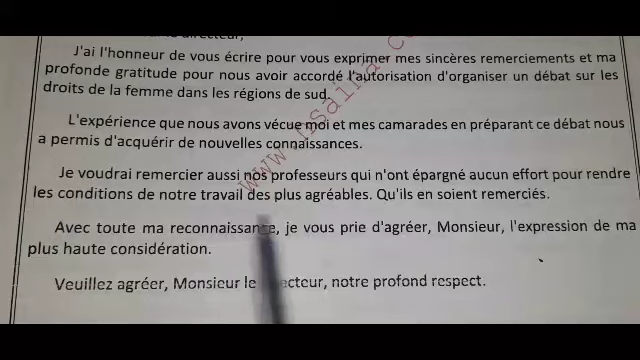 directeur,
J'ai l'honneur de vous écrire pour vous exprimer mes sincères remerciements et ma
profonde gratitude pour nous avoir accordé l'autorisation d'organiser un débat sur les
droits de la femme dans les régions de sud.
L'expérience que nous avons vécue moi et mes camarades en préparant ce débat nous
a permis d'acquérir de nouvelles connaissances.
Je voudrai remercier aussi nos professeurs qui n'ont épargné aucun effort pour rendre
les conditions de notre travail des plus agréables. Qu'ils en soient remerciés.
Avec toute ma reconnaissance, je vous prie d'agréer, Monsieur, l'expression de ma
plus haute considération.
Veuillez agréer, Monsieur le directeur, notre profond respect.